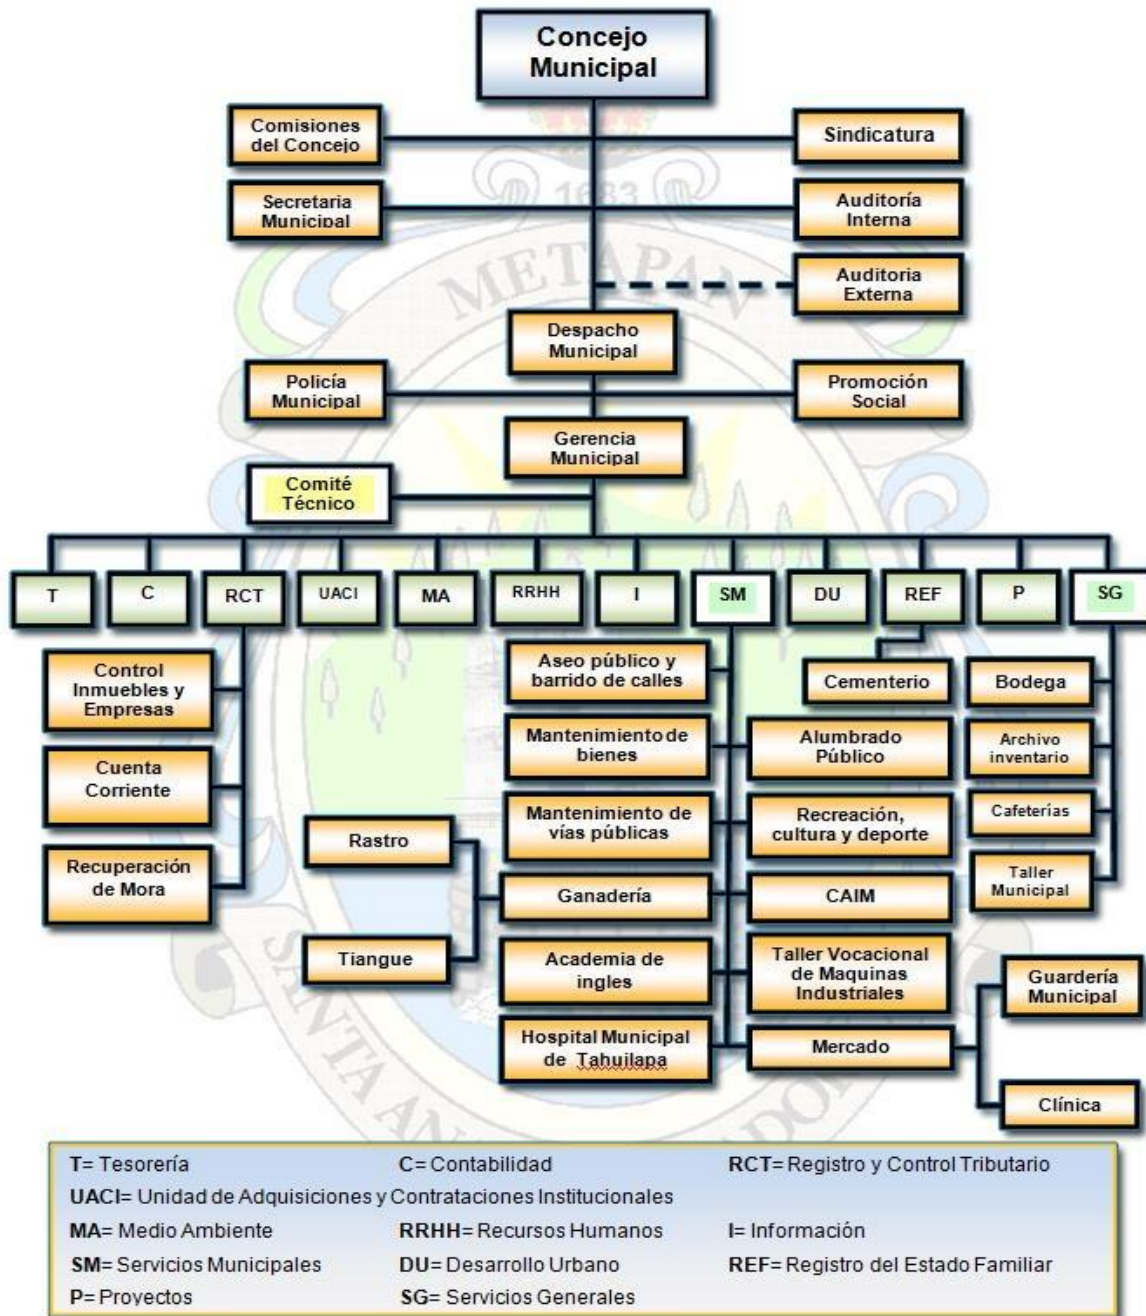 Concejo
Municipal
Comisiones
del Concejo
Sindicatura
1683
Secretaria
Municipal
Auditoría
Interna
METAPAN
Auditoria
Externa
Despacho
Municipal
Policía
Municipal
Promoción
Social
Gerencia
Municipal
Comité
Técnico
T
C
RCT
UACI
MA
RRHH
I
SM
DU
REF
P
SG
Control
Inmuebles y
Empresas
Cuenta
Corriente
Recuperación
de Mora
Aseo público y
barrido de calles
Mantenimiento de
bienes
Mantenimiento de
vías públicas
Rastro
Ganadería
Tiangue
Academia de
ingles
Hospital Municipal
de Tahuilapa
Cementerio
Alumbrado
Público
Recreación,
cultura y deporte
CAIM
Taller Vocacional
de Maquinas
Industriales
Mercado
Bodega
Archivo
inventario
Cafeterías
Taller
Municipal
Guardería
Municipal
Clínica
SANTA AN
ADOR
T= Tesorería C= Contabilidad RCT= Registro y Control Tributario
UACI= Unidad de Adquisiciones y Contrataciones Institucionales
MA= Medio Ambiente RRHH= Recursos Humanos I= Información
SM= Servicios Municipales DU= Desarrollo Urbano REF= Registro del Estado Familiar
P= Proyectos SG= Servicios Generales